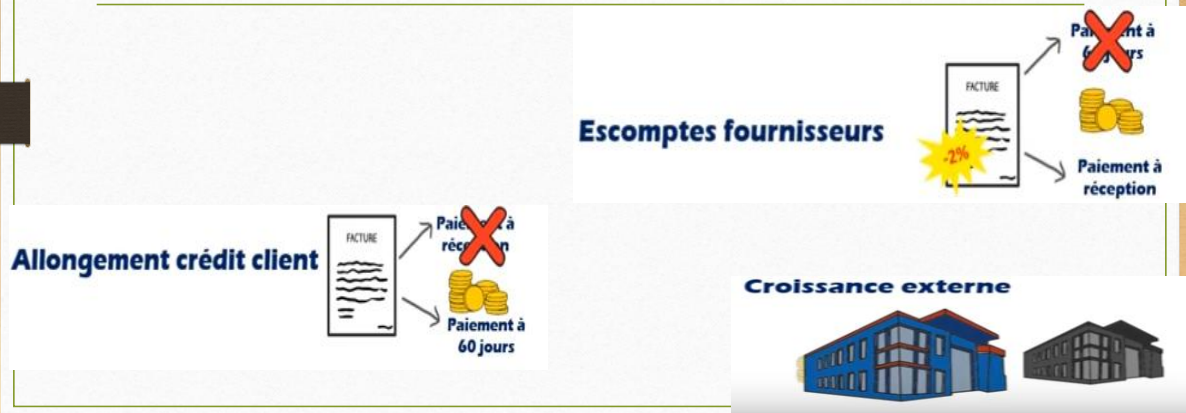 Escomptes fournisseurs
FACTURE
-2%
Paiement à
réception
Allongement crédit client
FACTURE
Paiement à
60 jours
Croissance externe